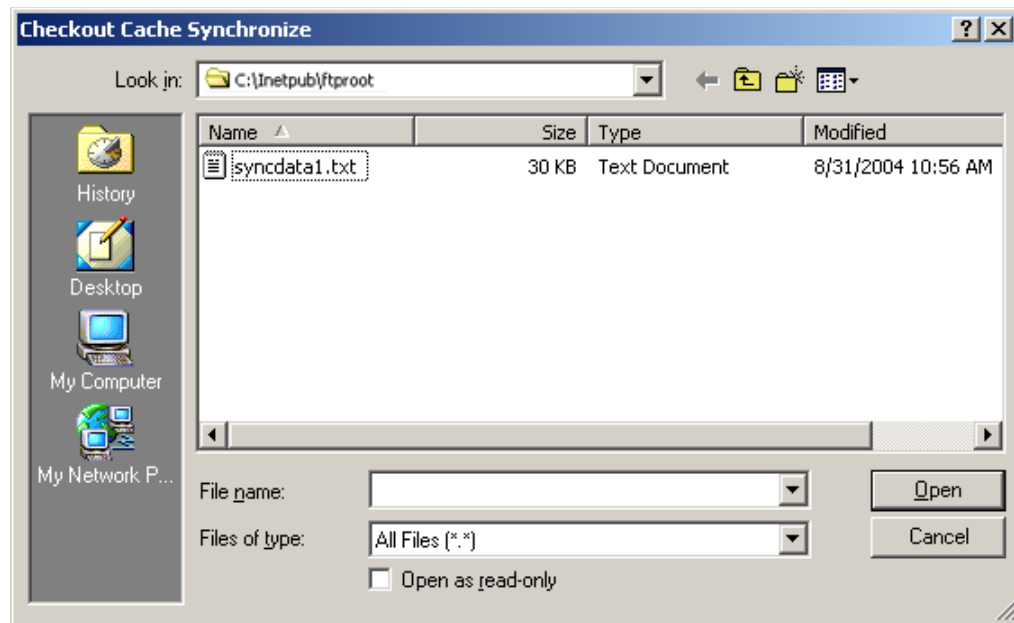 Checkout Cache Synchronize
Look in: C:\Inetpub\ftproot
Name Size Type Modified
syncdata1.txt 30 KB Text Document 8/31/2004 10:56 AM
History
Desktop
My Computer
My Network P...
File name: Open
Files of type: All Files (*.*) Cancel
Open as read-only